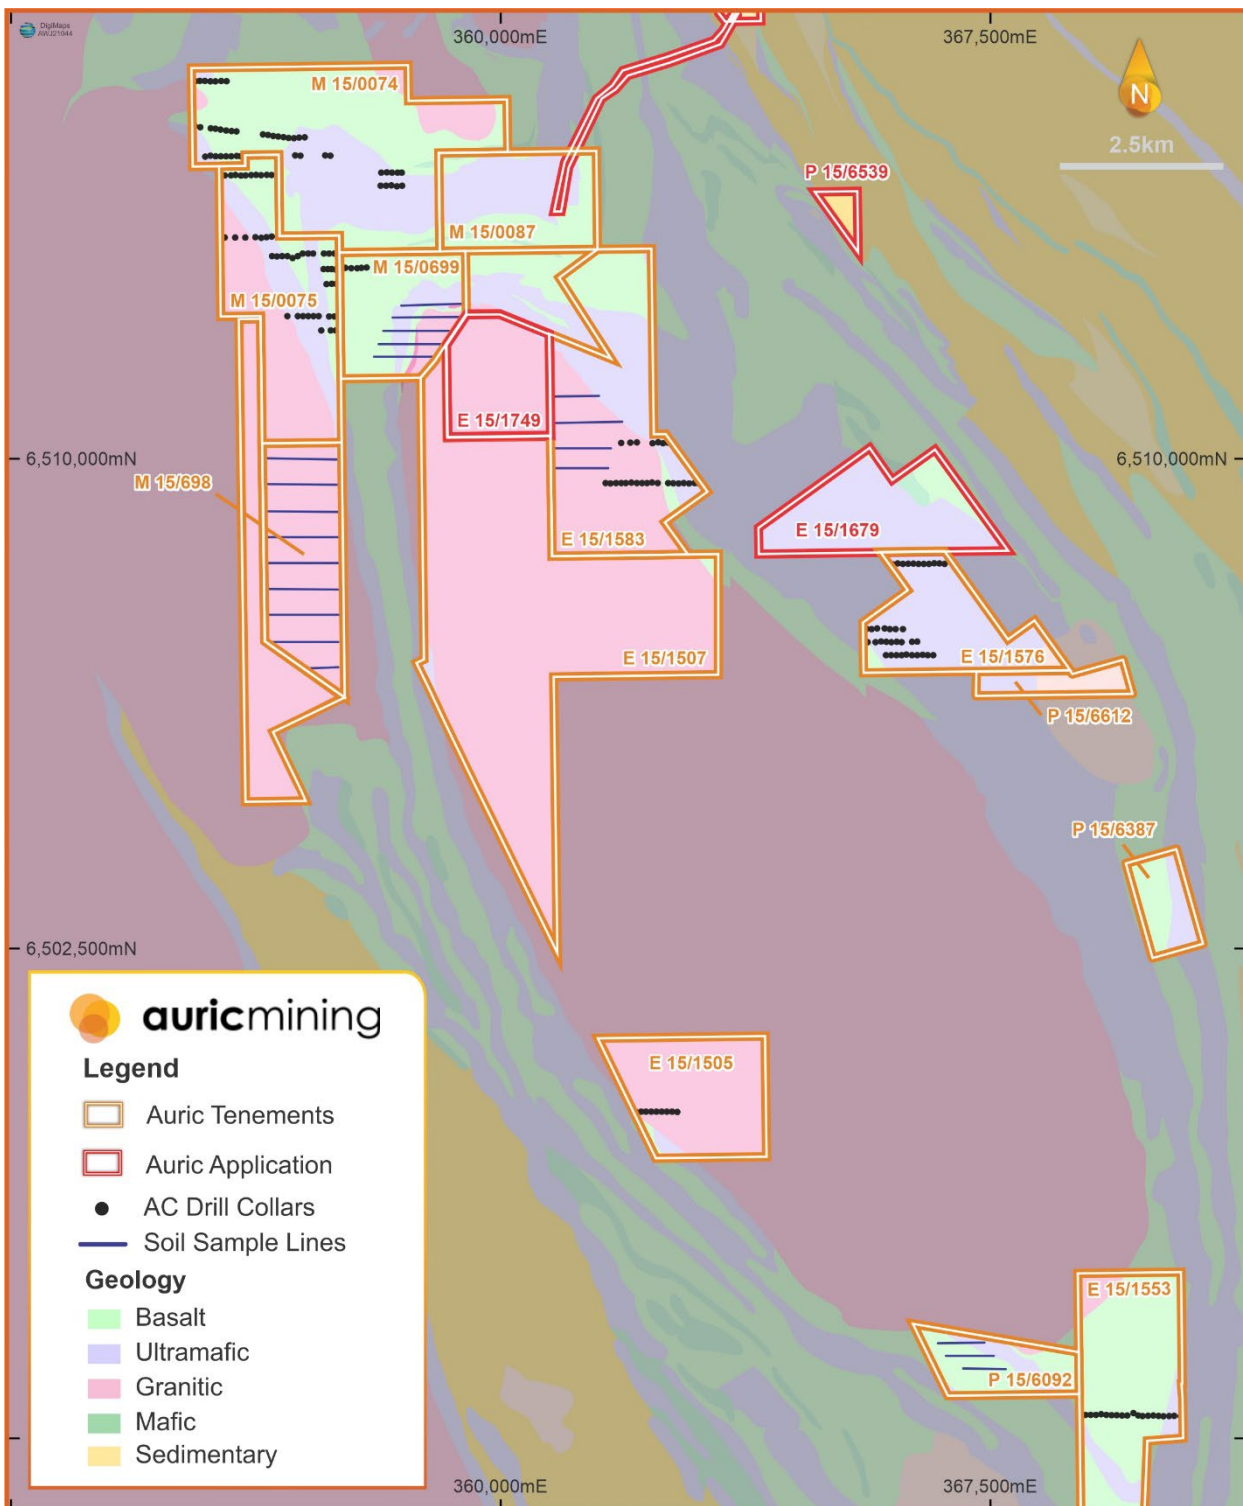 DigiMaps
AWJ21044
360,000mE
367,500mE
N
2.5km
M 15/0074
P 15/6539
M 15/0087
M 15/0699
M 15/0075
E 15/1749
6,510,000mN
6,510,000mN
M 15/698
E 15/1679
E 15/1583
E 15/1507
E 15/1576
P 15/6612
P 15/6387
6,502,500mN
auricmining
Legend
Auric Tenements
Auric Application
AC Drill Collars
Soil Sample Lines
Geology
Basalt
Ultramafic
Granitic
Mafic
Sedimentary
E 15/1505
E 15/1553
P 15/6092
360,000mE
367,500mE